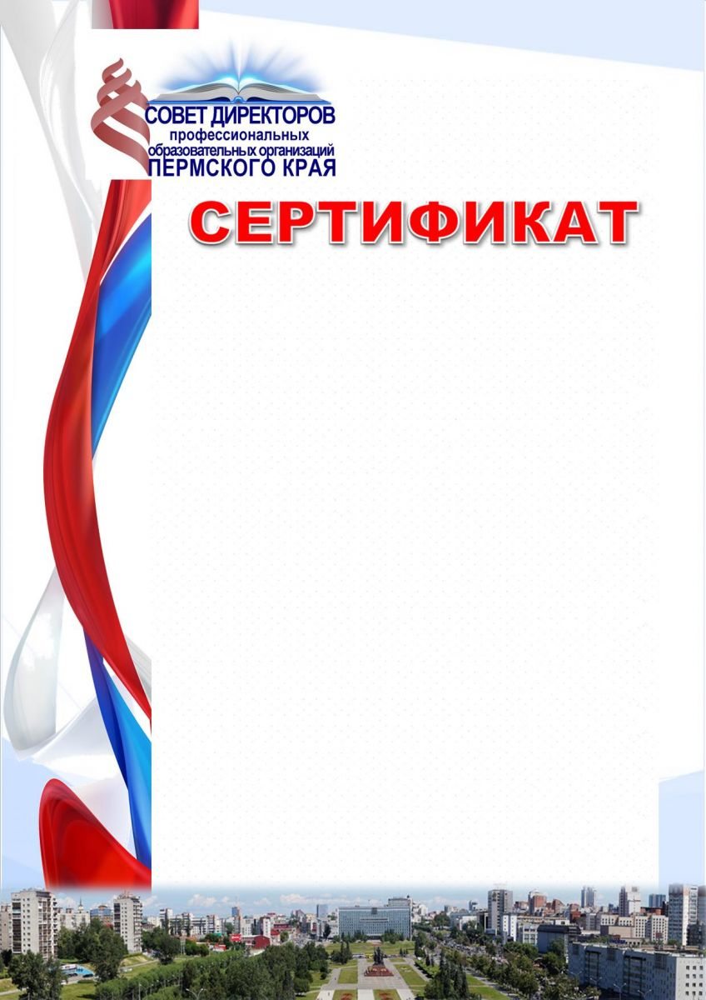 СОВЕТ ДИРЕКТОРОВ
профессиональных
образовательных организаций
ПЕРМСКОГО КРАЯ
СЕРТИФИКАТ